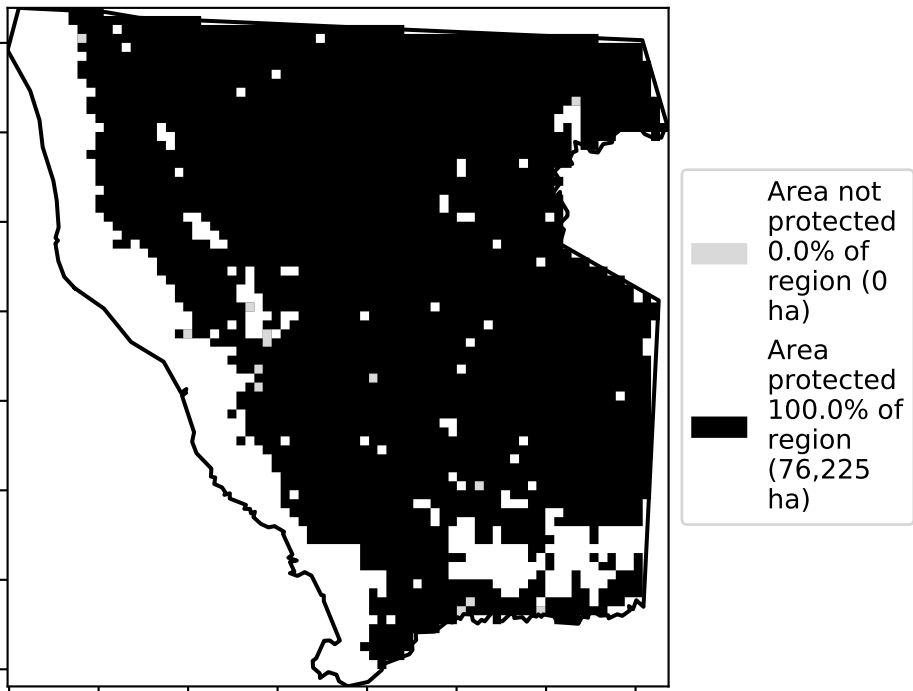 Area not
protected
0.0% of
region (0
ha)
Area
protected
100.0% of
region
(76,225
ha)